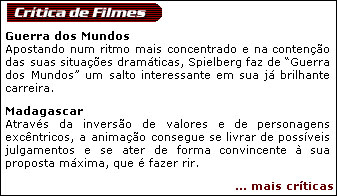 Crítica de Filmes
Guerra dos Mundos
Apostando num ritmo mais concentrado e na contenção
das suas situações dramáticas, Spielberg faz de “Guerra
dos Mundos” um salto interessante em sua já brilhante
carreira.
Madagascar
Através da inversão de valores e de personagens
excêntricos, a animação consegue se livrar de possíveis
julgamentos e se ater de forma convincente à sua
proposta máxima, que é fazer rir.
... mais críticas